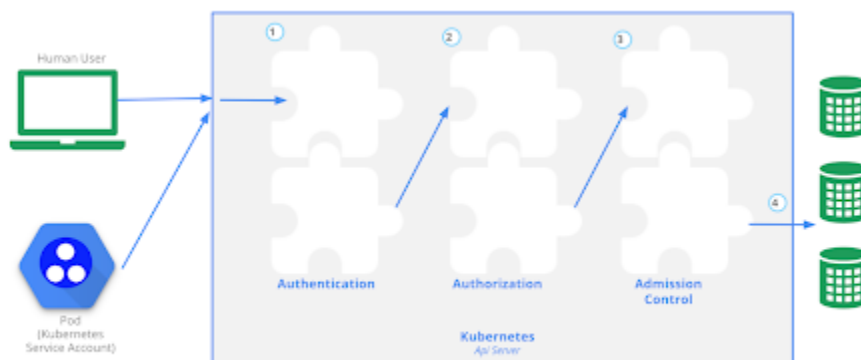 Human User
1
2
3
4
Pod
(Kubernetes
Service Account)
Authentication
Authorization
Admission
Control
Kubernetes
Api Server